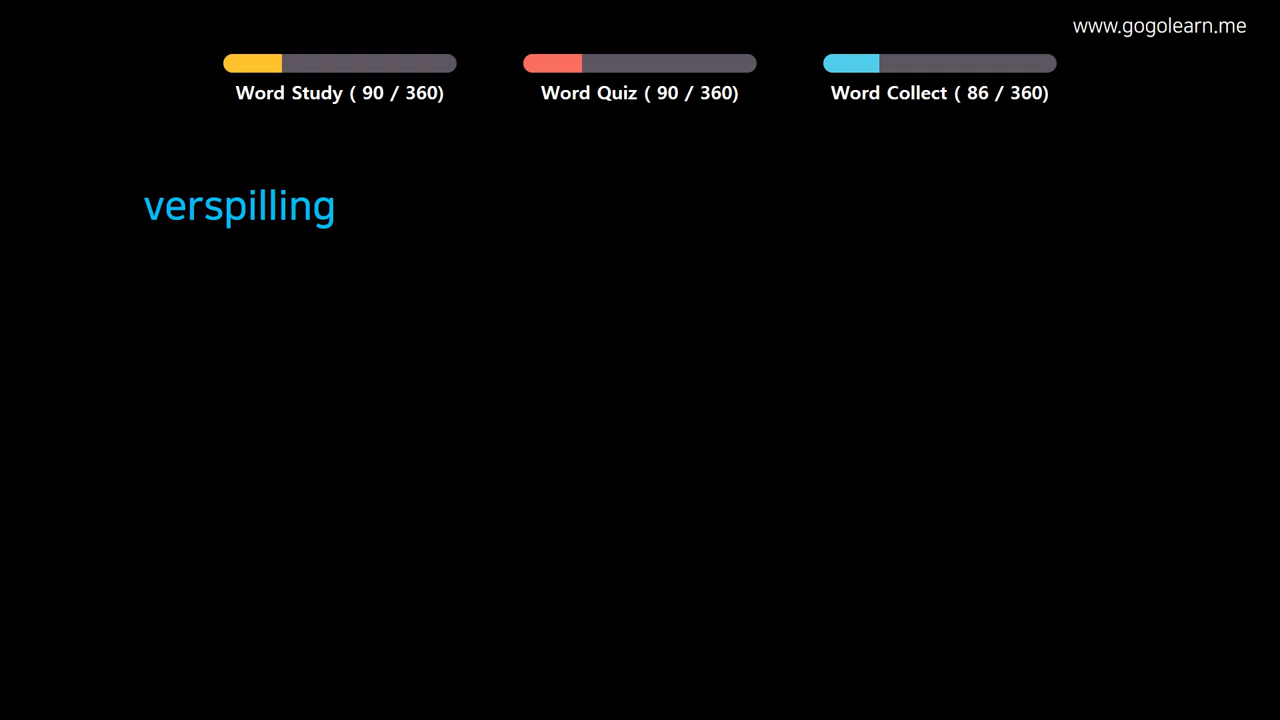 www.gogolearn.me
Word Study ( 90 / 360)
Word Quiz ( 90 / 360)
Word Collect ( 86 / 360)
verspilling